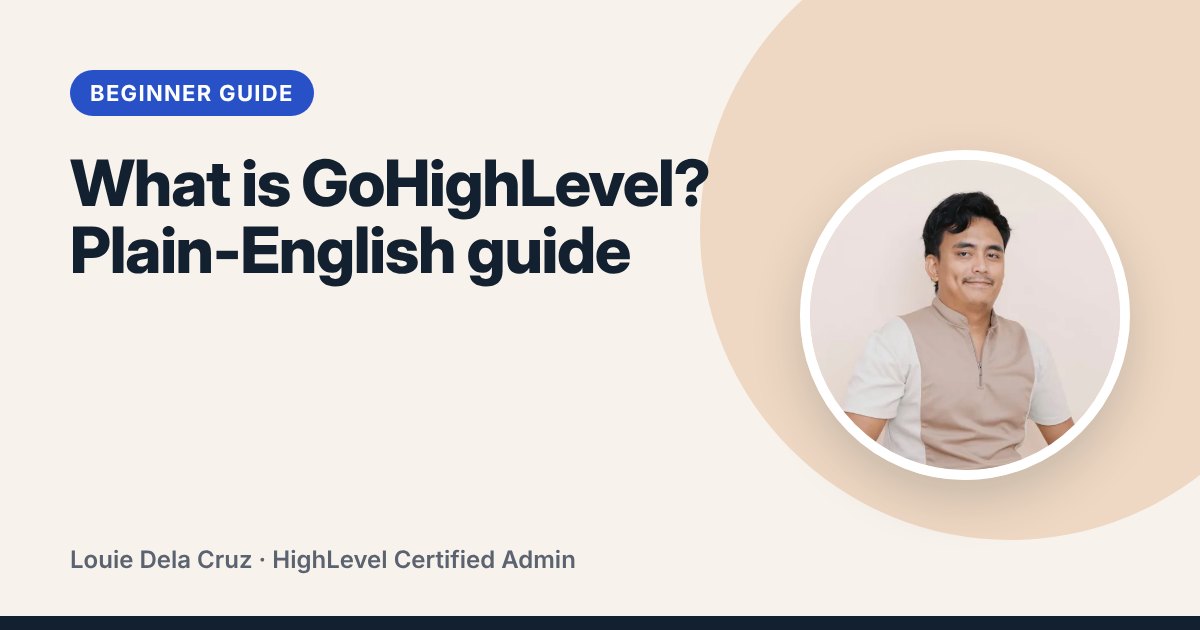 BEGINNER GUIDE
What is GoHighLevel?
Plain-English guide
Louie Dela Cruz · HighLevel Certified Admin